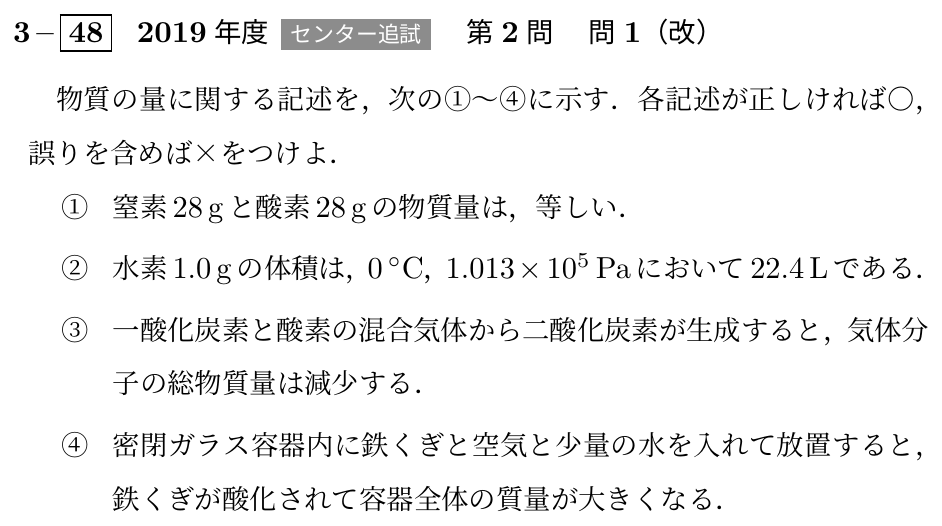 3－48 2019 年度 センター追試 第 2 問 問 1（改）
物質の量に関する記述を，次の①～④に示す．各記述が正しければ○，
誤りを含めば×をつけよ．
① 窒素 28 g と酸素 28 g の物質量は，等しい．
② 水素 1.0 g の体積は，0 °C，1.013 × 10⁵ Pa において 22.4 L である．
③ 一酸化炭素と酸素の混合気体から二酸化炭素が生成すると，気体分
子の総物質量は減少する．
④ 密閉ガラス容器内に鉄くぎと空気と少量の水を入れて放置すると，
鉄くぎが酸化されて容器全体の質量が大きくなる．